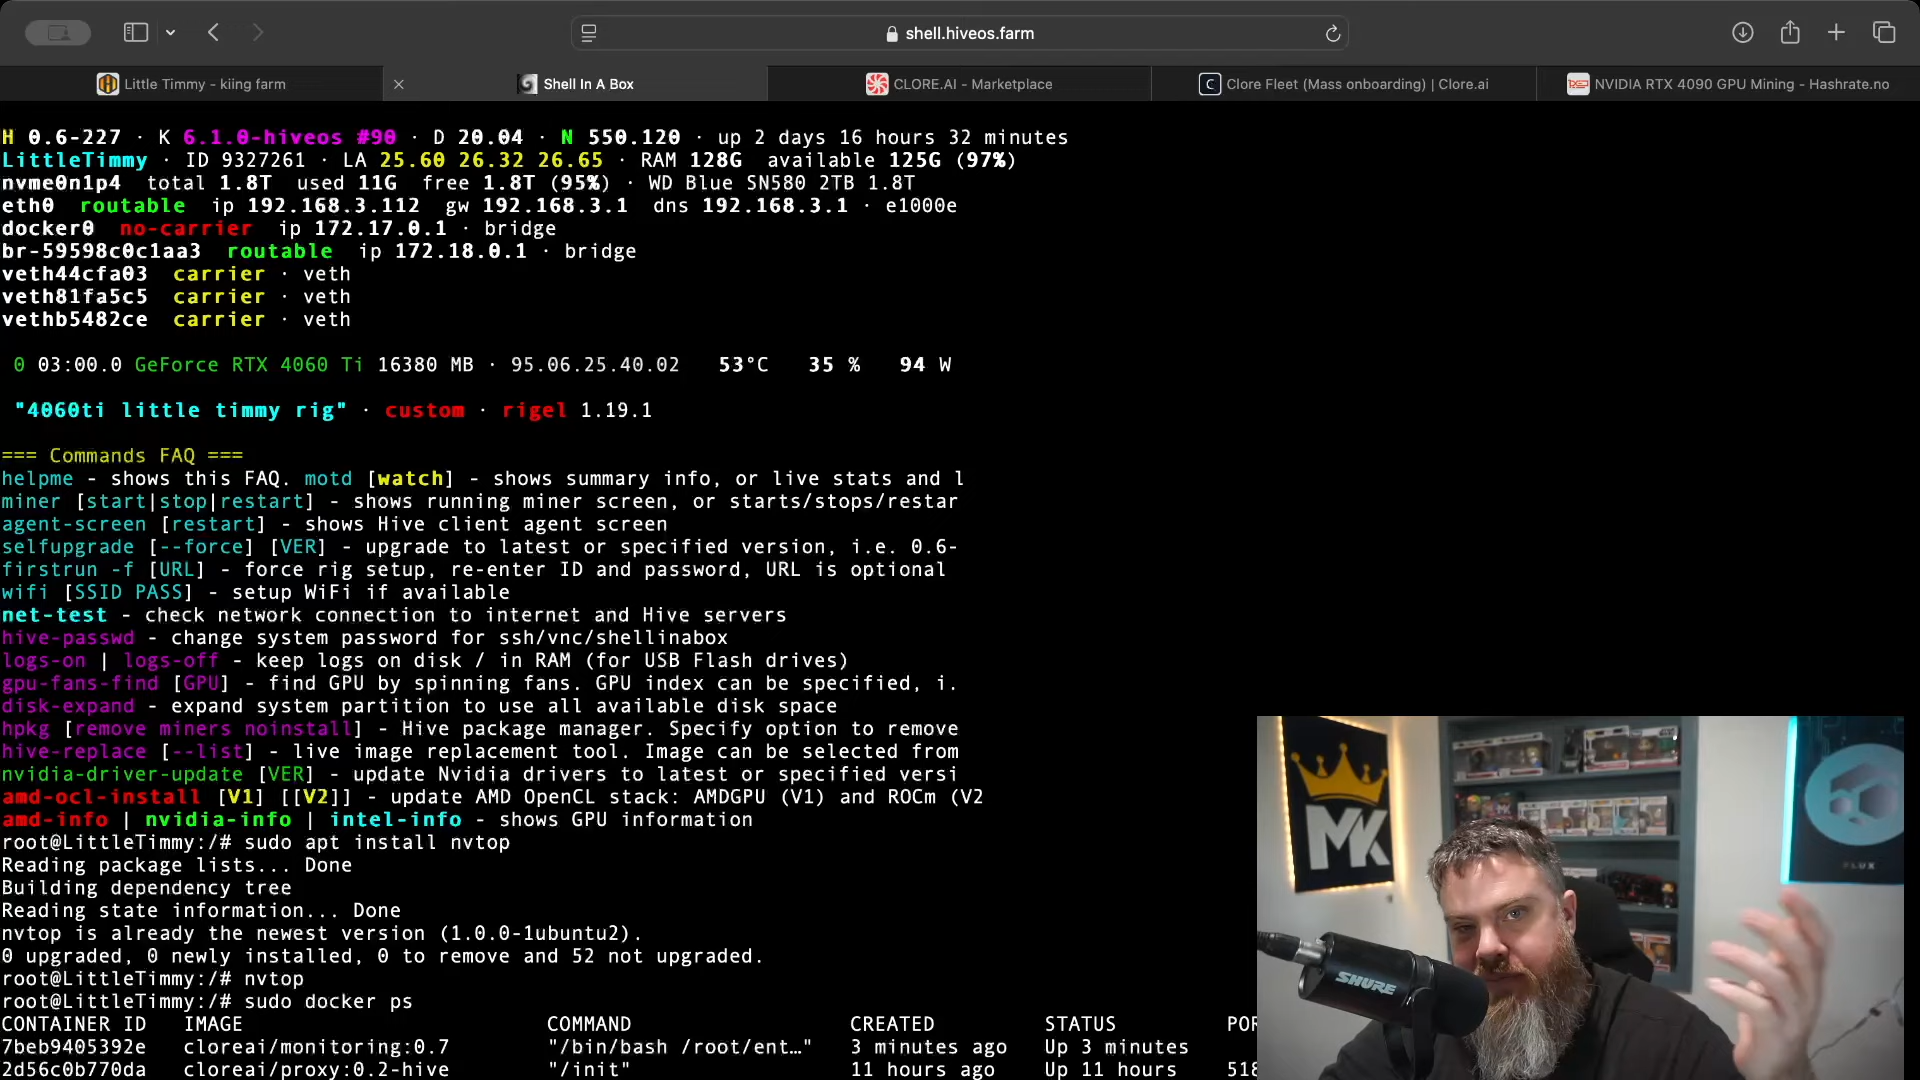 shell.hiveos.farm
Little Timmy - kiing farm
Shell In A Box
CLORE.AI - Marketplace
Clore Fleet (Mass onboarding) | Clore.ai
NVIDIA RTX 4090 GPU Mining - Hashrate.no
H 0.6-227 · K 6.1.0-hiveos #90 · D 20.04 · N 550.120 · up 2 days 16 hours 32 minutes
LittleTimmy · ID 9327261 · LA 25.60 26.32 26.65 · RAM 128G available 125G (97%)
nvme0n1p4 total 1.8T used 11G free 1.8T (95%) · WD Blue SN580 2TB 1.8T
eth0 routable ip 192.168.3.112 gw 192.168.3.1 dns 192.168.3.1 · e1000e
docker0 no-carrier ip 172.17.0.1 · bridge
br-59598c0c1aa3 routable ip 172.18.0.1 · bridge
veth44cfa03 carrier · veth
veth81fa5c5 carrier · veth
vethb5482ce carrier · veth
0 03:00.0 GeForce RTX 4060 Ti 16380 MB · 95.06.25.40.02 53°C 35 % 94 W
"4060ti little timmy rig" · custom · rigel 1.19.1
=== Commands FAQ ===
helpme - shows this FAQ. motd [watch] - shows summary info, or live stats and l
miner [start|stop|restart] - shows running miner screen, or starts/stops/restar
agent-screen [restart] - shows Hive client agent screen
selfupgrade [--force] [VER] - upgrade to latest or specified version, i.e. 0.6-
firstrun -f [URL] - force rig setup, re-enter ID and password, URL is optional
wifi [SSID PASS] - setup WiFi if available
net-test - check network connection to internet and Hive servers
hive-passwd - change system password for ssh/vnc/shellinabox
logs-on | logs-off - keep logs on disk / in RAM (for USB Flash drives)
gpu-fans-find [GPU] - find GPU by spinning fans. GPU index can be specified, i.
disk-expand - expand system partition to use all available disk space
hpkg [remove miners noinstall] - Hive package manager. Specify option to remove
hive-replace [--list] - live image replacement tool. Image can be selected from
nvidia-driver-update [VER] - update Nvidia drivers to latest or specified versi
amd-ocl-install [V1] [[V2]] - update AMD OpenCL stack: AMDGPU (V1) and ROCm (V2
amd-info | nvidia-info | intel-info - shows GPU information
root@LittleTimmy:/# sudo apt install nvtop
Reading package lists... Done
Building dependency tree
Reading state information... Done
nvtop is already the newest version (1.0.0-1ubuntu2).
0 upgraded, 0 newly installed, 0 to remove and 52 not upgraded.
root@LittleTimmy:/# nvtop
root@LittleTimmy:/# sudo docker ps
CONTAINER ID IMAGE COMMAND CREATED STATUS POR
7beb9405392e cloreai/monitoring:0.7 "/bin/bash /root/ent…" 3 minutes ago Up 3 minutes
2d56c0b770da cloreai/proxy:0.2-hive "/init" 11 hours ago Up 11 hours 518
MK
FLUX
SHURE